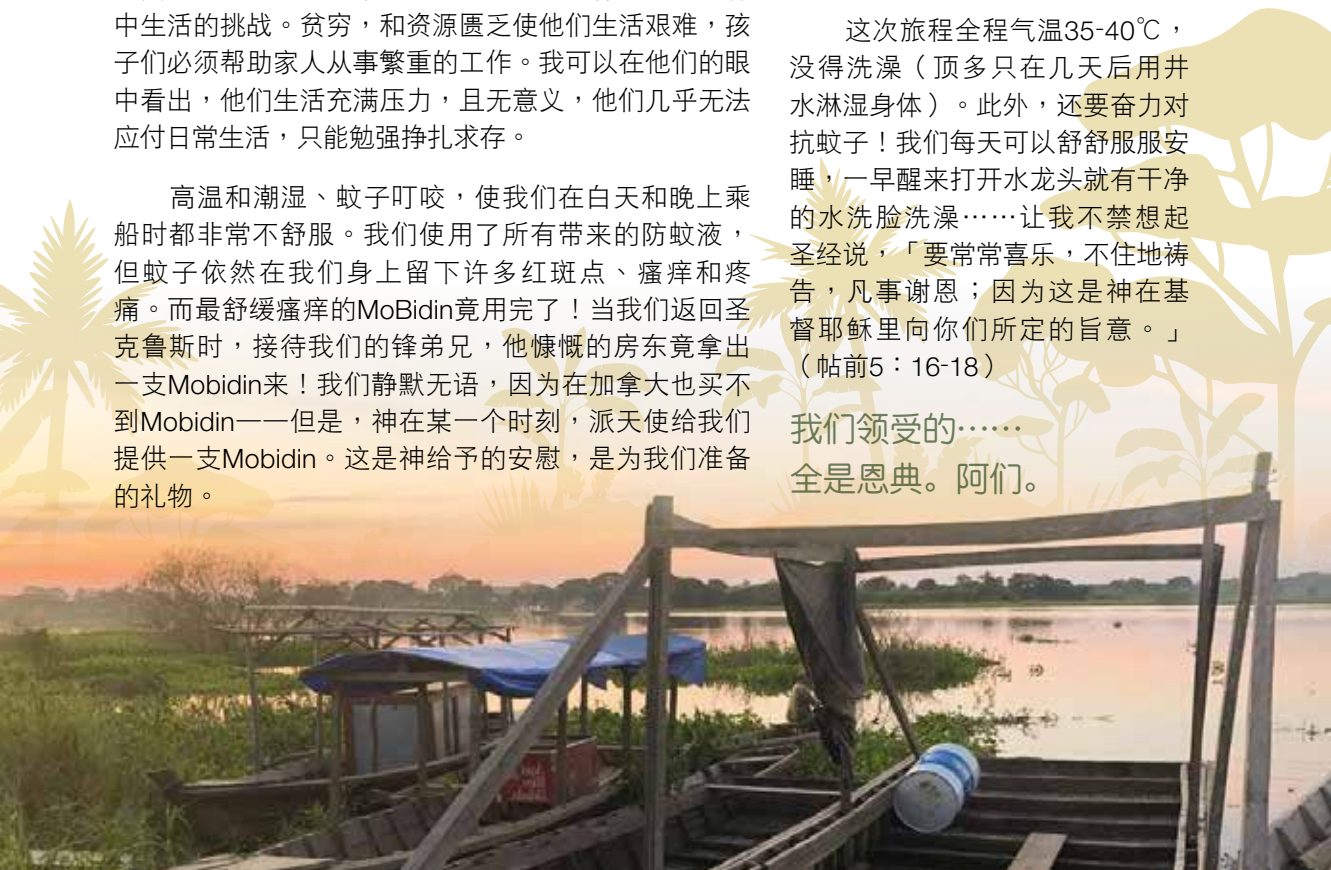 中生活的挑战。贫穷，和资源匮乏使他们生活艰难，孩
子们必须帮助家人从事繁重的工作。我可以在他们的眼
中看出，他们生活充满压力，且无意义，他们几乎无法
应付日常生活，只能勉强挣扎求存。
高温和潮湿、蚊子叮咬，使我们在白天和晚上乘
船时都非常不舒服。我们使用了所有带来的防蚊液，
但蚊子依然在我们身上留下许多红斑点、瘙痒和疼
痛。而最舒缓瘙痒的MoBidin竟用完了！当我们返回圣
克鲁斯时，接待我们的锋弟兄，他慷慨的房东竟拿出
一支Mobidin来！我们静默无语，因为在加拿大也买不
到Mobidin——但是，神在某一个时刻，派天使给我们
提供一支Mobidin。这是神给予的安慰，是为我们准备
的礼物。
这次旅程全程气温35-40℃，
没得洗澡（顶多只在几天后用井
水淋湿身体）。此外，还要奋力对
抗蚊子！我们每天可以舒舒服服安
睡，一早醒来打开水龙头就有干净
的水洗脸洗澡……让我不禁想起
圣经说，「要常常喜乐，不住地祷
告，凡事谢恩；因为这是神在基
督耶稣里向你们所定的旨意。」
（帖前5：16-18）
我们领受的……
全是恩典。阿们。